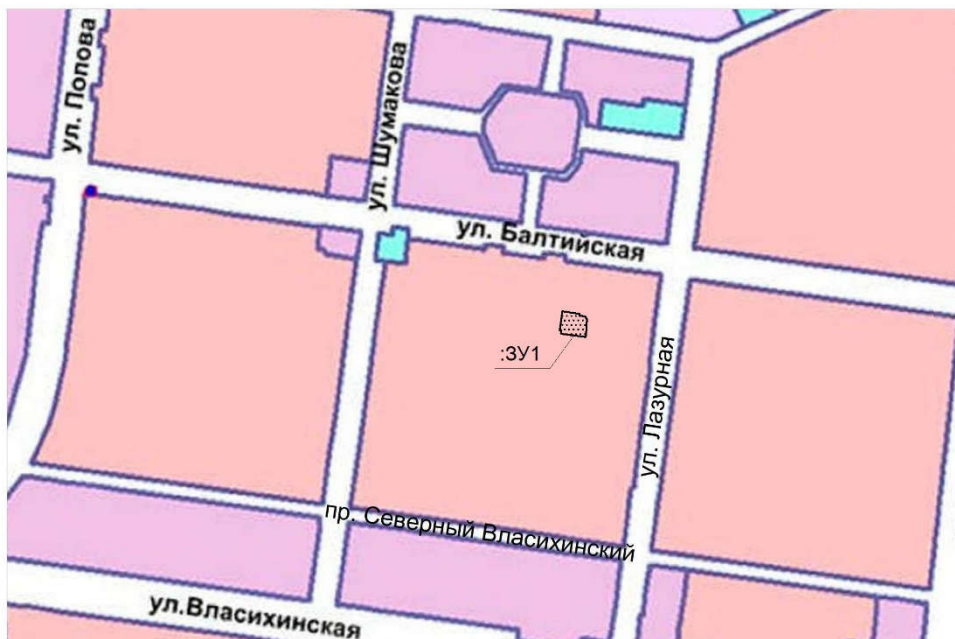 ул. Попова
ул. Шумакова
ул. Балтийская
:ЗУ1
ул. Лазурная
пр. Северный Власихинский
ул.Власихинская